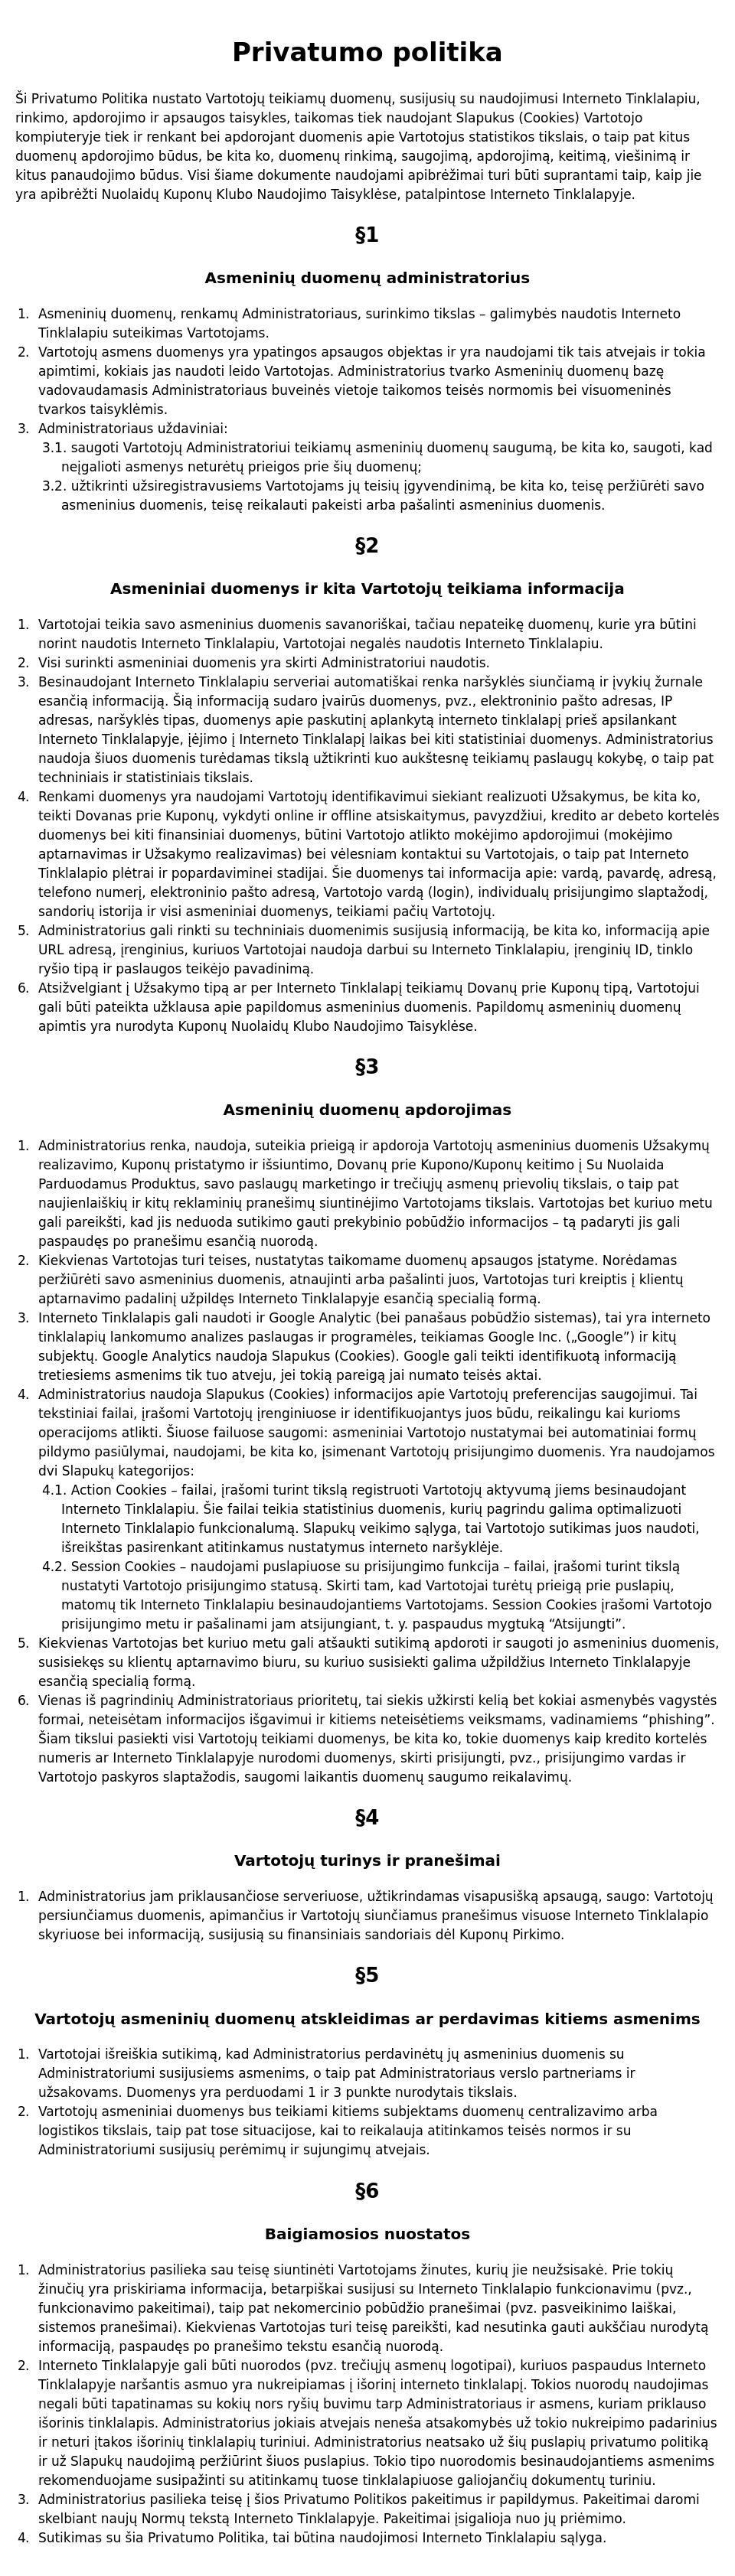 Privatumo politika
Ši Privatumo Politika nustato Vartotojų teikiamų duomenų, susijusių su naudojimusi Interneto Tinklalapiu,
rinkimo, apdorojimo ir apsaugos taisykles, taikomas tiek naudojant Slapukus (Cookies) Vartotojo
kompiuteryje tiek ir renkant bei apdorojant duomenis apie Vartotojus statistikos tikslais, o taip pat kitus
duomenų apdorojimo būdus, be kita ko, duomenų rinkimą, saugojimą, apdorojimą, keitimą, viešinimą ir
kitus panaudojimo būdus. Visi šiame dokumente naudojami apibrėžimai turi būti suprantami taip, kaip jie
yra apibrėžti Nuolaidų Kuponų Klubo Naudojimo Taisyklėse, patalpintose Interneto Tinklalapyje.
§1
Asmeninių duomenų administratorius
1. Asmeninių duomenų, renkamų Administratoriaus, surinkimo tikslas – galimybės naudotis Interneto
Tinklalapiu suteikimas Vartotojams.
2. Vartotojų asmens duomenys yra ypatingos apsaugos objektas ir yra naudojami tik tais atvejais ir tokia
apimtimi, kokiais jas naudoti leido Vartotojas. Administratorius tvarko Asmeninių duomenų bazę
vadovaudamasis Administratoriaus buveinės vietoje taikomos teisės normomis bei visuomeninės
tvarkos taisyklėmis.
3. Administratoriaus uždaviniai:
3.1. saugoti Vartotojų Administratoriui teikiamų asmeninių duomenų saugumą, be kita ko, saugoti, kad
neįgalioti asmenys neturėtų prieigos prie šių duomenų;
3.2. užtikrinti užsiregistravusiems Vartotojams jų teisių įgyvendinimą, be kita ko, teisę peržiūrėti savo
asmeninius duomenis, teisę reikalauti pakeisti arba pašalinti asmeninius duomenis.
§2
Asmeniniai duomenys ir kita Vartotojų teikiama informacija
1. Vartotojai teikia savo asmeninius duomenis savanoriškai, tačiau nepateikę duomenų, kurie yra būtini
norint naudotis Interneto Tinklalapiu, Vartotojai negalės naudotis Interneto Tinklalapiu.
2. Visi surinkti asmeniniai duomenis yra skirti Administratoriui naudotis.
3. Besinaudojant Interneto Tinklalapiu serveriai automatiškai renka naršyklės siunčiamą ir įvykių žurnale
esančią informaciją. Šią informaciją sudaro įvairūs duomenys, pvz., elektroninio pašto adresas, IP
adresas, naršyklės tipas, duomenys apie paskutinį aplankytą interneto tinklalapį prieš apsilankant
Interneto Tinklalapyje, įėjimo į Interneto Tinklalapį laikas bei kiti statistiniai duomenys. Administratorius
naudoja šiuos duomenis turėdamas tikslą užtikrinti kuo aukštesnę teikiamų paslaugų kokybę, o taip pat
techniniais ir statistiniais tikslais.
4. Renkami duomenys yra naudojami Vartotojų identifikavimui siekiant realizuoti Užsakymus, be kita ko,
teikti Dovanas prie Kuponų, vykdyti online ir offline atsiskaitymus, pavyzdžiui, kredito ar debeto kortelės
duomenys bei kiti finansiniai duomenys, būtini Vartotojo atlikto mokėjimo apdorojimui (mokėjimo
aptarnavimas ir Užsakymo realizavimas) bei vėlesniam kontaktui su Vartotojais, o taip pat Interneto
Tinklalapio plėtrai ir popardaviminei stadijai. Šie duomenys tai informacija apie: vardą, pavardę, adresą,
telefono numerį, elektroninio pašto adresą, Vartotojo vardą (login), individualų prisijungimo slaptažodį,
sandorių istorija ir visi asmeniniai duomenys, teikiami pačių Vartotojų.
5. Administratorius gali rinkti su techniniais duomenimis susijusią informaciją, be kita ko, informaciją apie
URL adresą, įrenginius, kuriuos Vartotojai naudoja darbui su Interneto Tinklalapiu, įrenginių ID, tinklo
ryšio tipą ir paslaugos teikėjo pavadinimą.
6. Atsižvelgiant į Užsakymo tipą ar per Interneto Tinklalapį teikiamų Dovanų prie Kuponų tipą, Vartotojui
gali būti pateikta užklausa apie papildomus asmeninius duomenis. Papildomų asmeninių duomenų
apimtis yra nurodyta Kuponų Nuolaidų Klubo Naudojimo Taisyklėse.
§3
Asmeninių duomenų apdorojimas
1. Administratorius renka, naudoja, suteikia prieigą ir apdoroja Vartotojų asmeninius duomenis Užsakymų
realizavimo, Kuponų pristatymo ir išsiuntimo, Dovanų prie Kupono/Kuponų keitimo į Su Nuolaida
Parduodamus Produktus, savo paslaugų marketingo ir trečiųjų asmenų prievolių tikslais, o taip pat
naujienlaiškių ir kitų reklaminių pranešimų siuntinėjimo Vartotojams tikslais. Vartotojas bet kuriuo metu
gali pareikšti, kad jis neduoda sutikimo gauti prekybinio pobūdžio informacijos – tą padaryti jis gali
paspaudęs po pranešimu esančią nuorodą.
2. Kiekvienas Vartotojas turi teises, nustatytas taikomame duomenų apsaugos įstatyme. Norėdamas
peržiūrėti savo asmeninius duomenis, atnaujinti arba pašalinti juos, Vartotojas turi kreiptis į klientų
aptarnavimo padalinį užpildęs Interneto Tinklalapyje esančią specialią formą.
3. Interneto Tinklalapis gali naudoti ir Google Analytic (bei panašaus pobūdžio sistemas), tai yra interneto
tinklalapių lankomumo analizes paslaugas ir programėles, teikiamas Google Inc. („Google”) ir kitų
subjektų. Google Analytics naudoja Slapukus (Cookies). Google gali teikti identifikuotą informaciją
tretiesiems asmenims tik tuo atveju, jei tokią pareigą jai numato teisės aktai.
4. Administratorius naudoja Slapukus (Cookies) informacijos apie Vartotojų preferencijas saugojimui. Tai
tekstiniai failai, įrašomi Vartotojų įrenginiuose ir identifikuojantys juos būdu, reikalingu kai kurioms
operacijoms atlikti. Šiuose failuose saugomi: asmeniniai Vartotojo nustatymai bei automatiniai formų
pildymo pasiūlymai, naudojami, be kita ko, įsimenant Vartotojų prisijungimo duomenis. Yra naudojamos
dvi Slapukų kategorijos:
4.1. Action Cookies – failai, įrašomi turint tikslą registruoti Vartotojų aktyvumą jiems besinaudojant
Interneto Tinklalapiu. Šie failai teikia statistinius duomenis, kurių pagrindu galima optimalizuoti
Interneto Tinklalapio funkcionalumą. Slapukų veikimo sąlyga, tai Vartotojo sutikimas juos naudoti,
išreikštas pasirenkant atitinkamus nustatymus interneto naršyklėje.
4.2. Session Cookies – naudojami puslapiuose su prisijungimo funkcija – failai, įrašomi turint tikslą
nustatyti Vartotojo prisijungimo statusą. Skirti tam, kad Vartotojai turėtų prieigą prie puslapių,
matomų tik Interneto Tinklalapiu besinaudojantiems Vartotojams. Session Cookies įrašomi Vartotojo
prisijungimo metu ir pašalinami jam atsijungiant, t. y. paspaudus mygtuką “Atsijungti”.
5. Kiekvienas Vartotojas bet kuriuo metu gali atšaukti sutikimą apdoroti ir saugoti jo asmeninius duomenis,
susisiekęs su klientų aptarnavimo biuru, su kuriuo susisiekti galima užpildžius Interneto Tinklalapyje
esančią specialią formą.
6. Vienas iš pagrindinių Administratoriaus prioritetų, tai siekis užkirsti kelią bet kokiai asmenybės vagystės
formai, neteisėtam informacijos išgavimui ir kitiems neteisėtiems veiksmams, vadinamiems “phishing”.
Šiam tikslui pasiekti visi Vartotojų teikiami duomenys, be kita ko, tokie duomenys kaip kredito kortelės
numeris ar Interneto Tinklalapyje nurodomi duomenys, skirti prisijungti, pvz., prisijungimo vardas ir
Vartotojo paskyros slaptažodis, saugomi laikantis duomenų saugumo reikalavimų.
§4
Vartotojų turinys ir pranešimai
1. Administratorius jam priklausančiose serveriuose, užtikrindamas visapusišką apsaugą, saugo: Vartotojų
persiunčiamus duomenis, apimančius ir Vartotojų siunčiamus pranešimus visuose Interneto Tinklalapio
skyriuose bei informaciją, susijusią su finansiniais sandoriais dėl Kuponų Pirkimo.
§5
Vartotojų asmeninių duomenų atskleidimas ar perdavimas kitiems asmenims
1. Vartotojai išreiškia sutikimą, kad Administratorius perdavinėtų jų asmeninius duomenis su
Administratoriumi susijusiems asmenims, o taip pat Administratoriaus verslo partneriams ir
užsakovams. Duomenys yra perduodami 1 ir 3 punkte nurodytais tikslais.
2. Vartotojų asmeniniai duomenys bus teikiami kitiems subjektams duomenų centralizavimo arba
logistikos tikslais, taip pat tose situacijose, kai to reikalauja atitinkamos teisės normos ir su
Administratoriumi susijusių perėmimų ir sujungimų atvejais.
§6
Baigiamosios nuostatos
1. Administratorius pasilieka sau teisę siuntinėti Vartotojams žinutes, kurių jie neužsisakė. Prie tokių
žinučių yra priskiriama informacija, betarpiškai susijusi su Interneto Tinklalapio funkcionavimu (pvz.,
funkcionavimo pakeitimai), taip pat nekomercinio pobūdžio pranešimai (pvz. pasveikinimo laiškai,
sistemos pranešimai). Kiekvienas Vartotojas turi teisę pareikšti, kad nesutinka gauti aukščiau nurodytą
informaciją, paspaudęs po pranešimo tekstu esančią nuorodą.
2. Interneto Tinklalapyje gali būti nuorodos (pvz. trečiųjų asmenų logotipai), kuriuos paspaudus Interneto
Tinklalapyje naršantis asmuo yra nukreipiamas į išorinį interneto tinklalapį. Tokios nuorodų naudojimas
negali būti tapatinamas su kokių nors ryšių buvimu tarp Administratoriaus ir asmens, kuriam priklauso
išorinis tinklalapis. Administratorius jokiais atvejais neneša atsakomybės už tokio nukreipimo padarinius
ir neturi įtakos išorinių tinklalapių turiniui. Administratorius neatsako už šių puslapių privatumo politiką
ir už Slapukų naudojimą peržiūrint šiuos puslapius. Tokio tipo nuorodomis besinaudojantiems asmenims
rekomenduojame susipažinti su atitinkamų tuose tinklalapiuose galiojančių dokumentų turiniu.
3. Administratorius pasilieka teisę į šios Privatumo Politikos pakeitimus ir papildymus. Pakeitimai daromi
skelbiant naujų Normų tekstą Interneto Tinklalapyje. Pakeitimai įsigalioja nuo jų priėmimo.
4. Sutikimas su šia Privatumo Politika, tai būtina naudojimosi Interneto Tinklalapiu sąlyga.